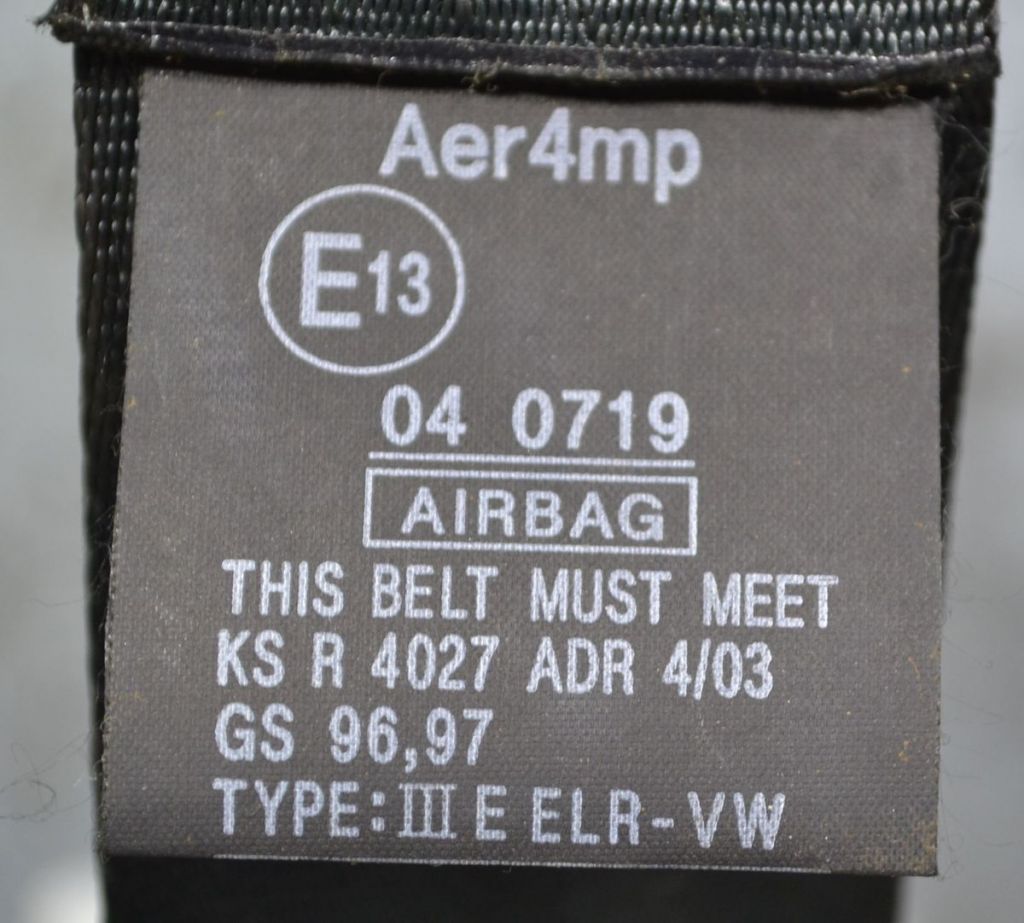 Aer4mp
E13
04 0719
AIRBAG
THIS BELT MUST MEET
KS R 4027 ADR 4/03
GS 96,97
TYPE:III E ELR-VW